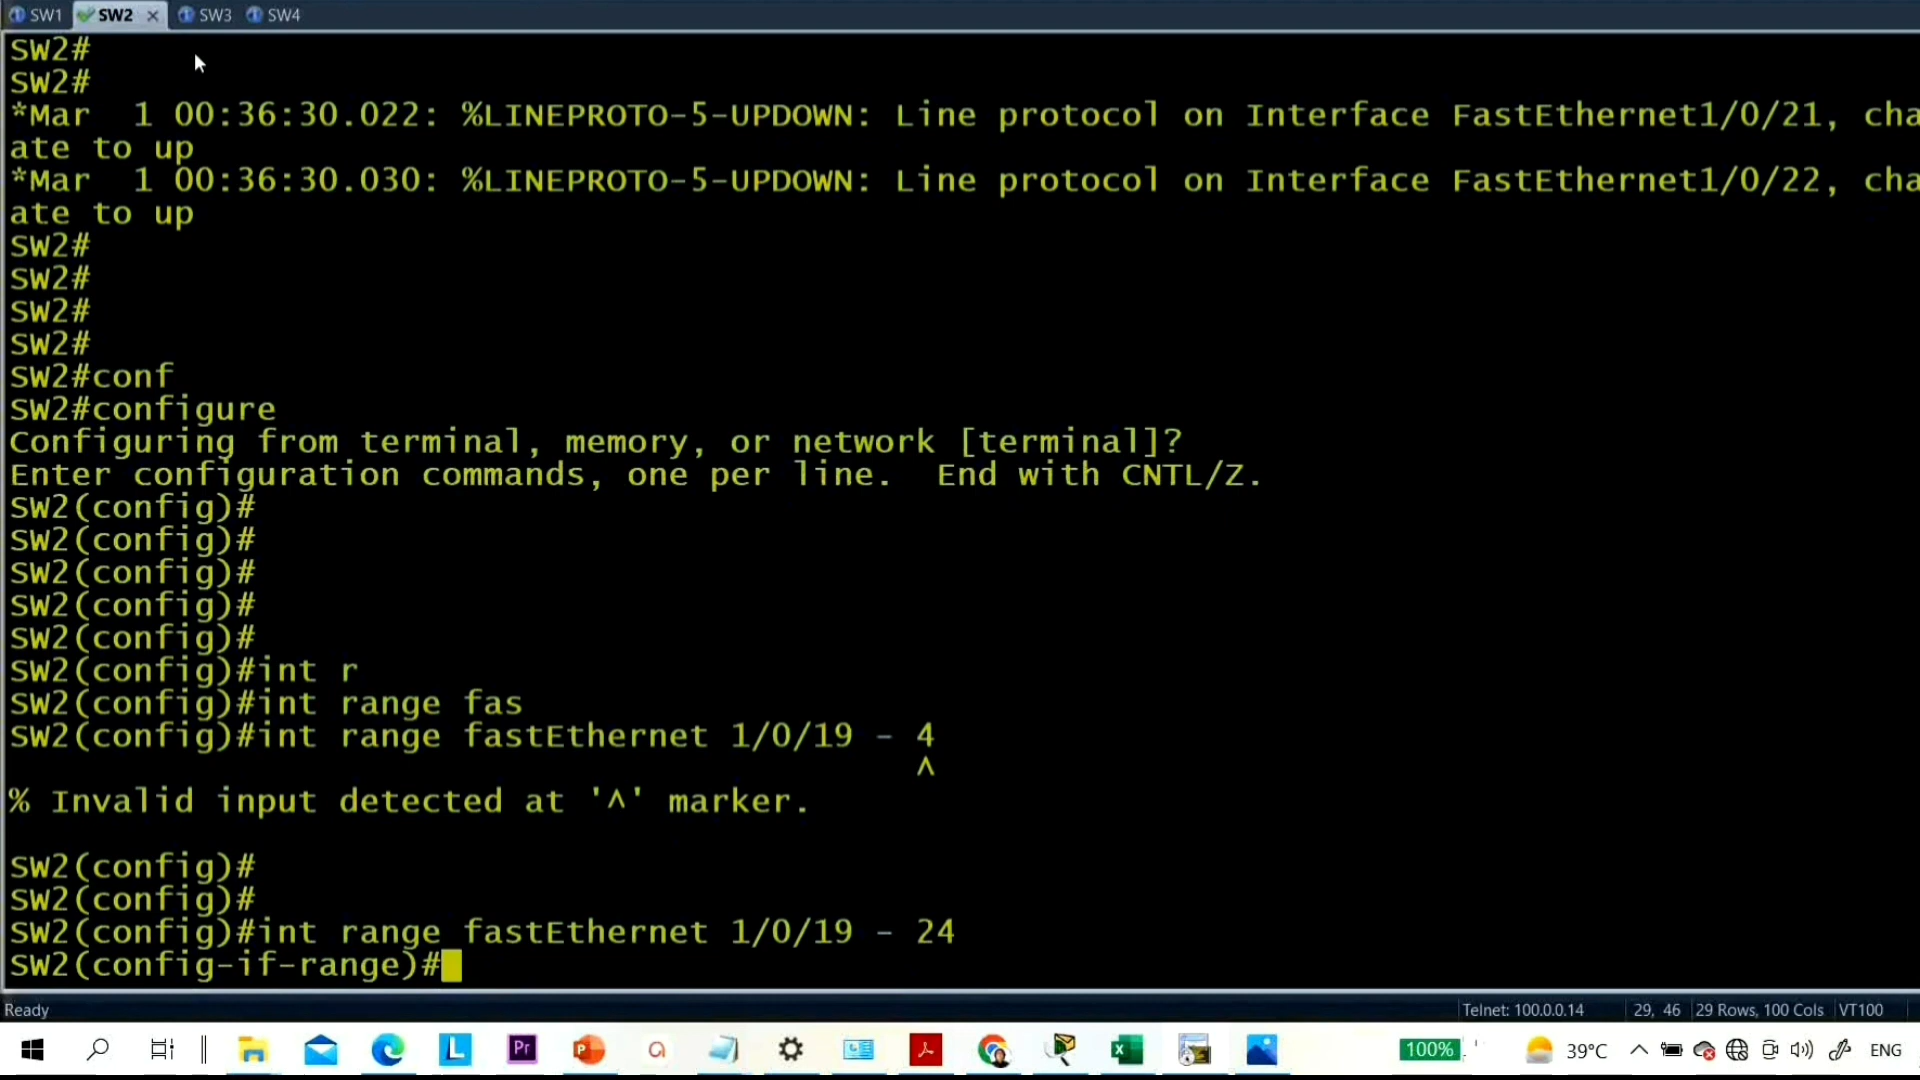 SW1 SW2 SW3 SW4
SW2#
SW2#
*Mar  1 00:36:30.022: %LINEPROTO-5-UPDOWN: Line protocol on Interface FastEthernet1/0/21, cha
ate to up
*Mar  1 00:36:30.030: %LINEPROTO-5-UPDOWN: Line protocol on Interface FastEthernet1/0/22, cha
ate to up
SW2#
SW2#
SW2#
SW2#
SW2#conf
SW2#configure
Configuring from terminal, memory, or network [terminal]?
Enter configuration commands, one per line.  End with CNTL/Z.
SW2(config)#
SW2(config)#
SW2(config)#
SW2(config)#
SW2(config)#
SW2(config)#int r
SW2(config)#int range fas
SW2(config)#int range fastEthernet 1/0/19 - 4
^
% Invalid input detected at '^' marker.
SW2(config)#
SW2(config)#
SW2(config)#int range fastEthernet 1/0/19 - 24
SW2(config-if-range)#
Ready Telnet: 100.0.0.14 29, 46 29 Rows, 100 Cols VT100
L Pr P a X 100% 39°C ENG